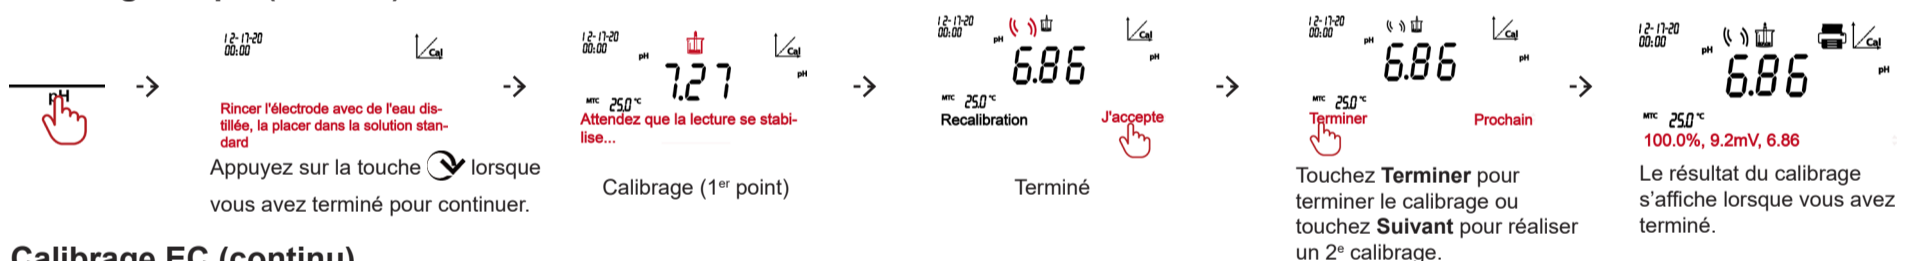 pH
->
12-17-20
00:00
Cal
Rincer l'électrode avec de l'eau dis-
tillée, la placer dans la solution stan-
dard
Appuyez sur la touche lorsque
vous avez terminé pour continuer.
->
12-17-20
00:00
pH
Cal
pH
7.27
MTC 25.0 °C
Attendez que la lecture se stabi-
lise...
Calibrage (1er point)
->
12-17-20
00:00
pH
Cal
pH
6.86
MTC 25.0 °C
Recalibration J'accepte
Terminé
->
12-17-20
00:00
pH
Cal
pH
6.86
MTC 25.0 °C
Terminer Prochain
Touchez Terminer pour
terminer le calibrage ou
touchez Suivant pour réaliser
un 2e calibrage.
->
12-17-20
00:00
pH
Cal
pH
6.86
MTC 25.0 °C
100.0%, 9.2mV, 6.86
Le résultat du calibrage
s'affiche lorsque vous avez
terminé.
Calibrage EC (continu)